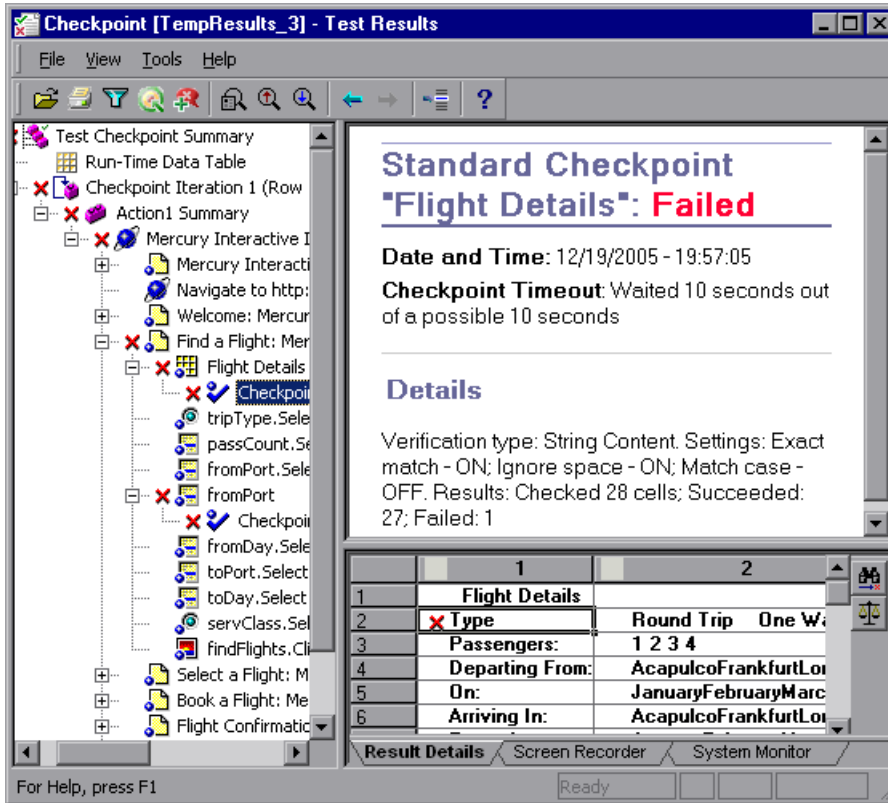 Checkpoint [TempResults_3] - Test Results
File View Tools Help
Test Checkpoint Summary
Run-Time Data Table
Checkpoint Iteration 1 (Row
Action1 Summary
Mercury Interactive I
Mercury Interacti
Navigate to http:
Welcome: Mercur
Find a Flight: Mer
Flight Details
Checkpoi
tripType.Sele
passCount.Se
fromPort.Sele
fromPort
Checkpoi
fromDay.Sele
toPort.Select
toDay.Select
servClass.Sel
findFlights.Cli
Select a Flight: M
Book a Flight: Me
Flight Confirmatic
Standard Checkpoint
"Flight Details": Failed
Date and Time: 12/19/2005 - 19:57:05
Checkpoint Timeout: Waited 10 seconds out
of a possible 10 seconds
Details
Verification type: String Content. Settings: Exact
match - ON; Ignore space - ON; Match case -
OFF. Results: Checked 28 cells; Succeeded:
27; Failed: 1
1 2
1 Flight Details
2 Type Round Trip One Wa
3 Passengers: 1 2 3 4
4 Departing From: AcapulcoFrankfurtLor
5 On: JanuaryFebruaryMarc
6 Arriving In: AcapulcoFrankfurtLor
Result Details Screen Recorder System Monitor
For Help, press F1 Ready